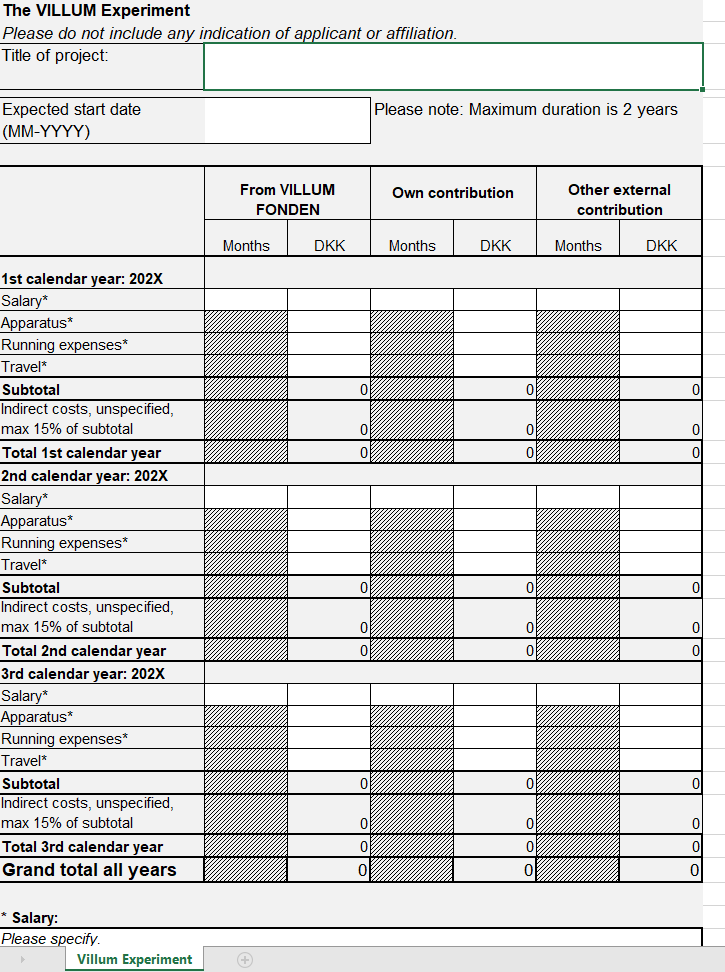 The VILLUM Experiment
Please do not include any indication of applicant or affiliation.
Title of project:
Expected start date
(MM-YYYY)
Please note: Maximum duration is 2 years
From VILLUM
FONDEN
Own contribution
Other external
contribution
Months DKK Months DKK Months DKK
1st calendar year: 202X
Salary*
Apparatus*
Running expenses*
Travel*
Subtotal 0 0 0
Indirect costs, unspecified,
max 15% of subtotal 0 0 0
Total 1st calendar year 0 0 0
2nd calendar year: 202X
Salary*
Apparatus*
Running expenses*
Travel*
Subtotal 0 0 0
Indirect costs, unspecified,
max 15% of subtotal 0 0 0
Total 2nd calendar year 0 0 0
3rd calendar year: 202X
Salary*
Apparatus*
Running expenses*
Travel*
Subtotal 0 0 0
Indirect costs, unspecified,
max 15% of subtotal 0 0 0
Total 3rd calendar year 0 0 0
Grand total all years 0 0 0
* Salary:
Please specify.
Villum Experiment